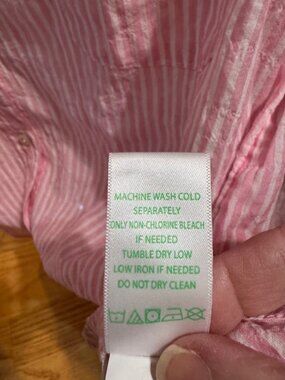 MACHINE WASH COLD
SEPARATELY
ONLY NON-CHLORINE BLEACH
IF NEEDED
TUMBLE DRY LOW
LOW IRON IF NEEDED
DO NOT DRY CLEAN